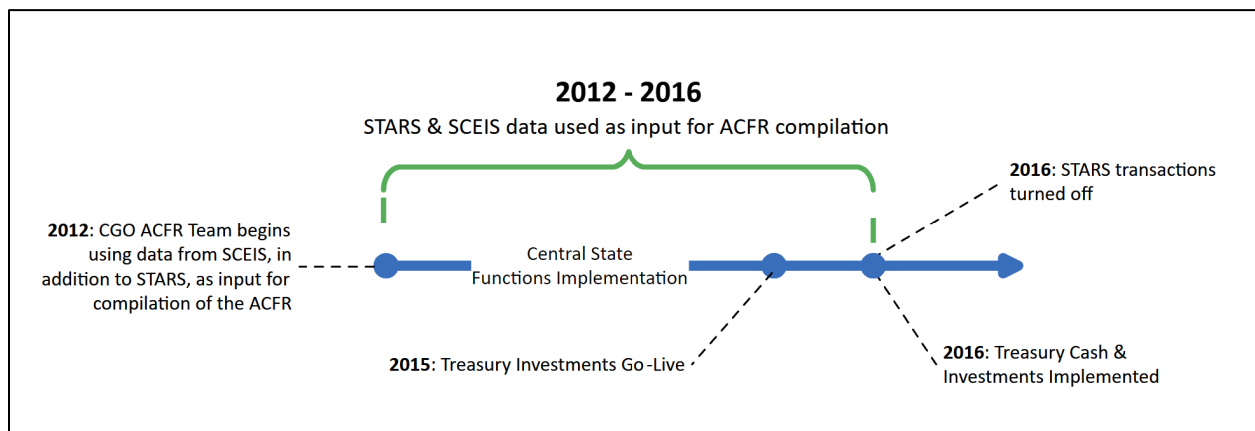 2012 - 2016
STARS & SCEIS data used as input for ACFR compilation
2016: STARS transactions
turned off
2012: CGO ACFR Team begins
using data from SCEIS, in
addition to STARS, as input for
compilation of the ACFR
Central State
Functions Implementation
2015: Treasury Investments Go-Live
2016: Treasury Cash &
Investments Implemented